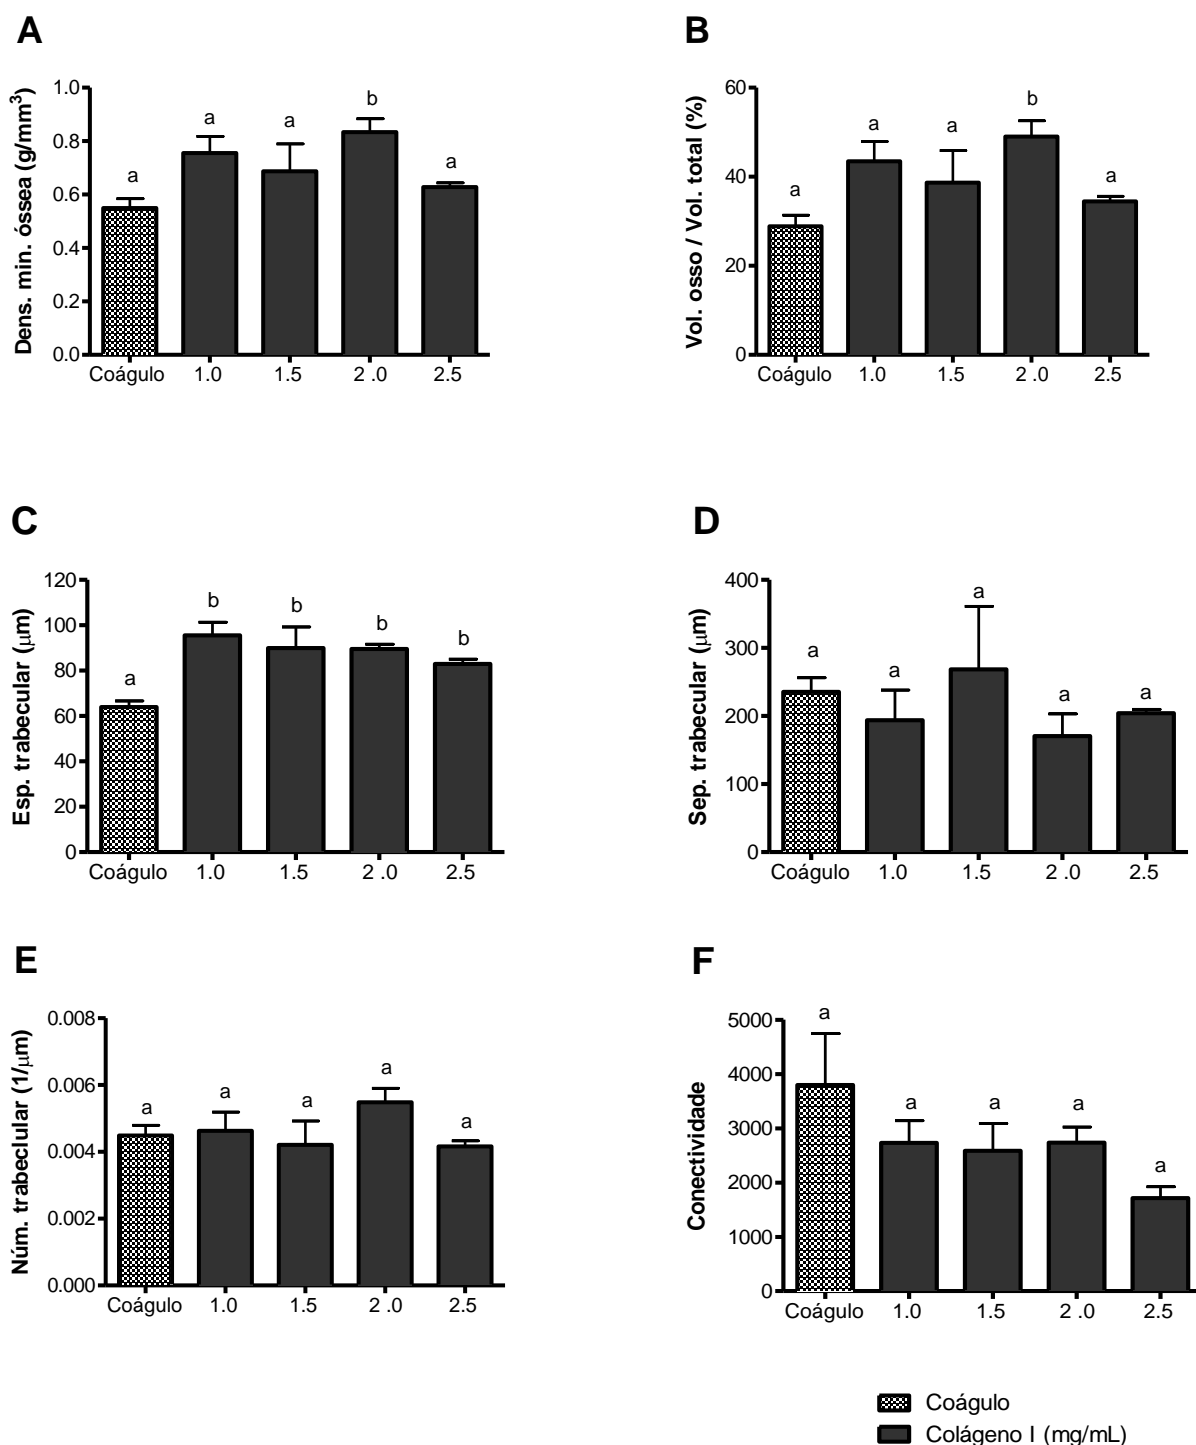 A
Dens. min. óssea (g/mm³)
1.0
0.8
0.6
0.4
0.2
0.0
a
a
a
b
a
Coágulo 1.0 1.5 2 .0 2.5
B
Vol. osso / Vol. total (%)
60
40
20
0
a
a
a
b
a
Coágulo 1.0 1.5 2 .0 2.5
C
Esp. trabecular (μm)
120
100
80
60
40
20
0
a
b
b
b
b
Coágulo 1.0 1.5 2 .0 2.5
D
Sep. trabecular (μm)
400
300
200
100
0
a
a
a
a
a
Coágulo 1.0 1.5 2 .0 2.5
E
Núm. trabeclular (1/μm)
0.008
0.006
0.004
0.002
0.000
a
a
a
a
a
Coágulo 1.0 1.5 2 .0 2.5
F
Conectividade
5000
4000
3000
2000
1000
0
a
a
a
a
a
Coágulo 1.0 1.5 2 .0 2.5
Coágulo
Colágeno I (mg/mL)